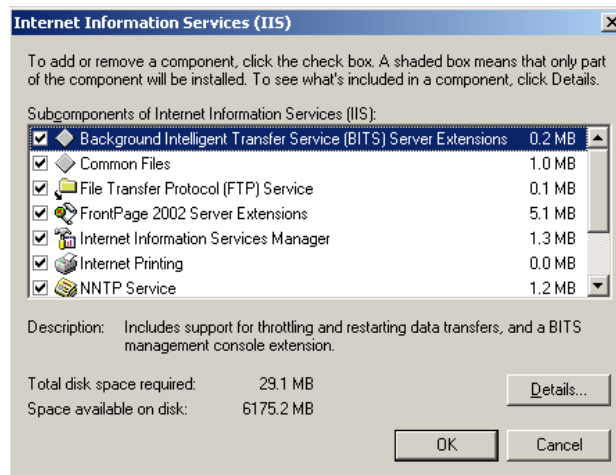 Internet Information Services (IIS)
To add or remove a component, click the check box. A shaded box means that only part
of the component will be installed. To see what's included in a component, click Details.
Subcomponents of Internet Information Services (IIS):
Background Intelligent Transfer Service (BITS) Server Extensions 0.2 MB
Common Files 1.0 MB
File Transfer Protocol (FTP) Service 0.1 MB
FrontPage 2002 Server Extensions 5.1 MB
Internet Information Services Manager 1.3 MB
Internet Printing 0.0 MB
NNTP Service 1.2 MB
Description: Includes support for throttling and restarting data transfers, and a BITS
management console extension.
Total disk space required: 29.1 MB
Space available on disk: 6175.2 MB
Details...
OK Cancel